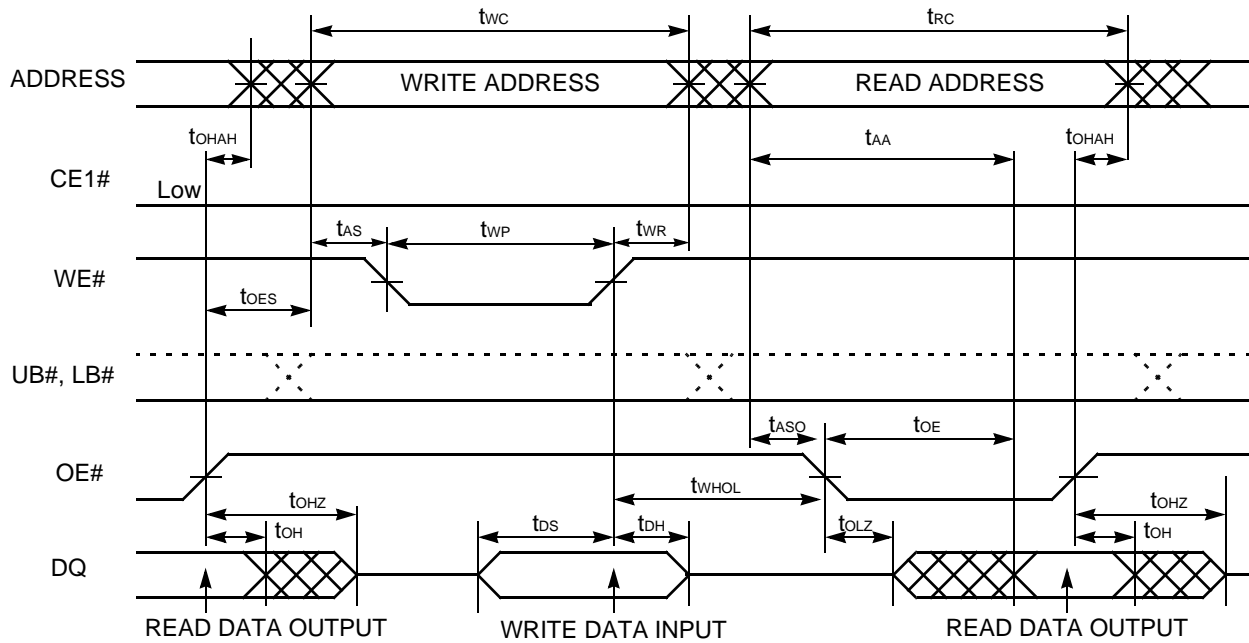 tWC tRC
ADDRESS WRITE ADDRESS READ ADDRESS
tOHAH tAA tOHAH
CE1# Low
tAS tWP tWR
WE#
tOES
UB#, LB#
tASO tOE
OE#
tWHOL
tOHZ tOHZ
tOH tDS tDH tOLZ tOH
DQ
READ DATA OUTPUT WRITE DATA INPUT READ DATA OUTPUT